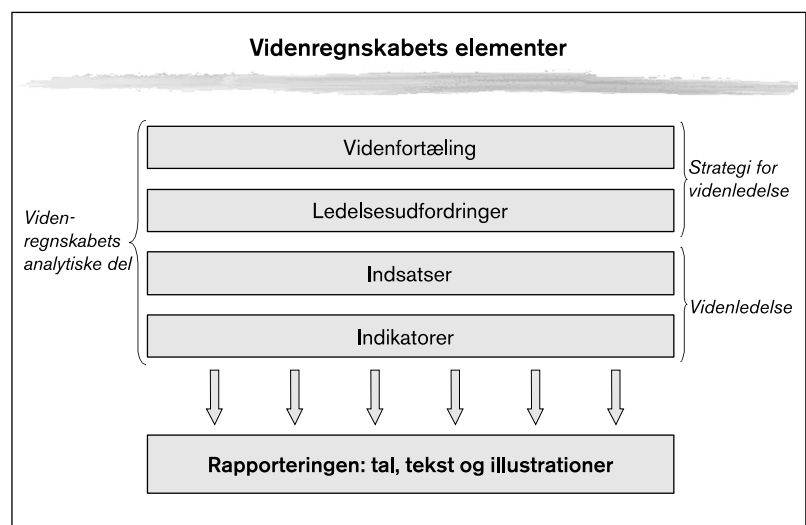 Videnregnskabets elementer
Videnfortæling
Ledelsesudfordringer
Strategi for
videnledelse
Viden-
regnskabets
analytiske del
Indsatser
Indikatorer
Videnledelse
Rapporteringen: tal, tekst og illustrationer